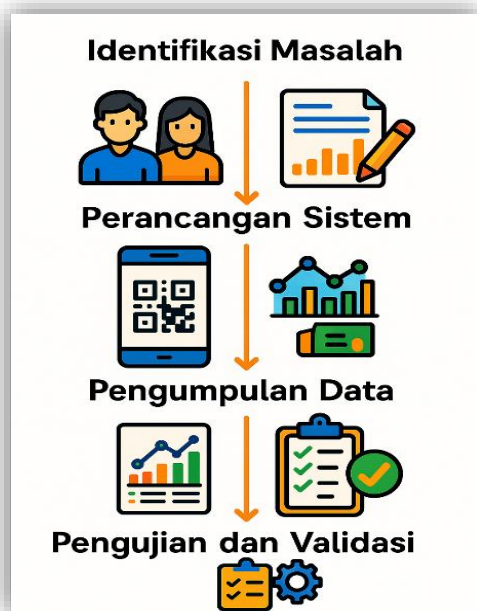 Identifikasi Masalah
Perancangan Sistem
Pengumpulan Data
Pengujian dan Validasi